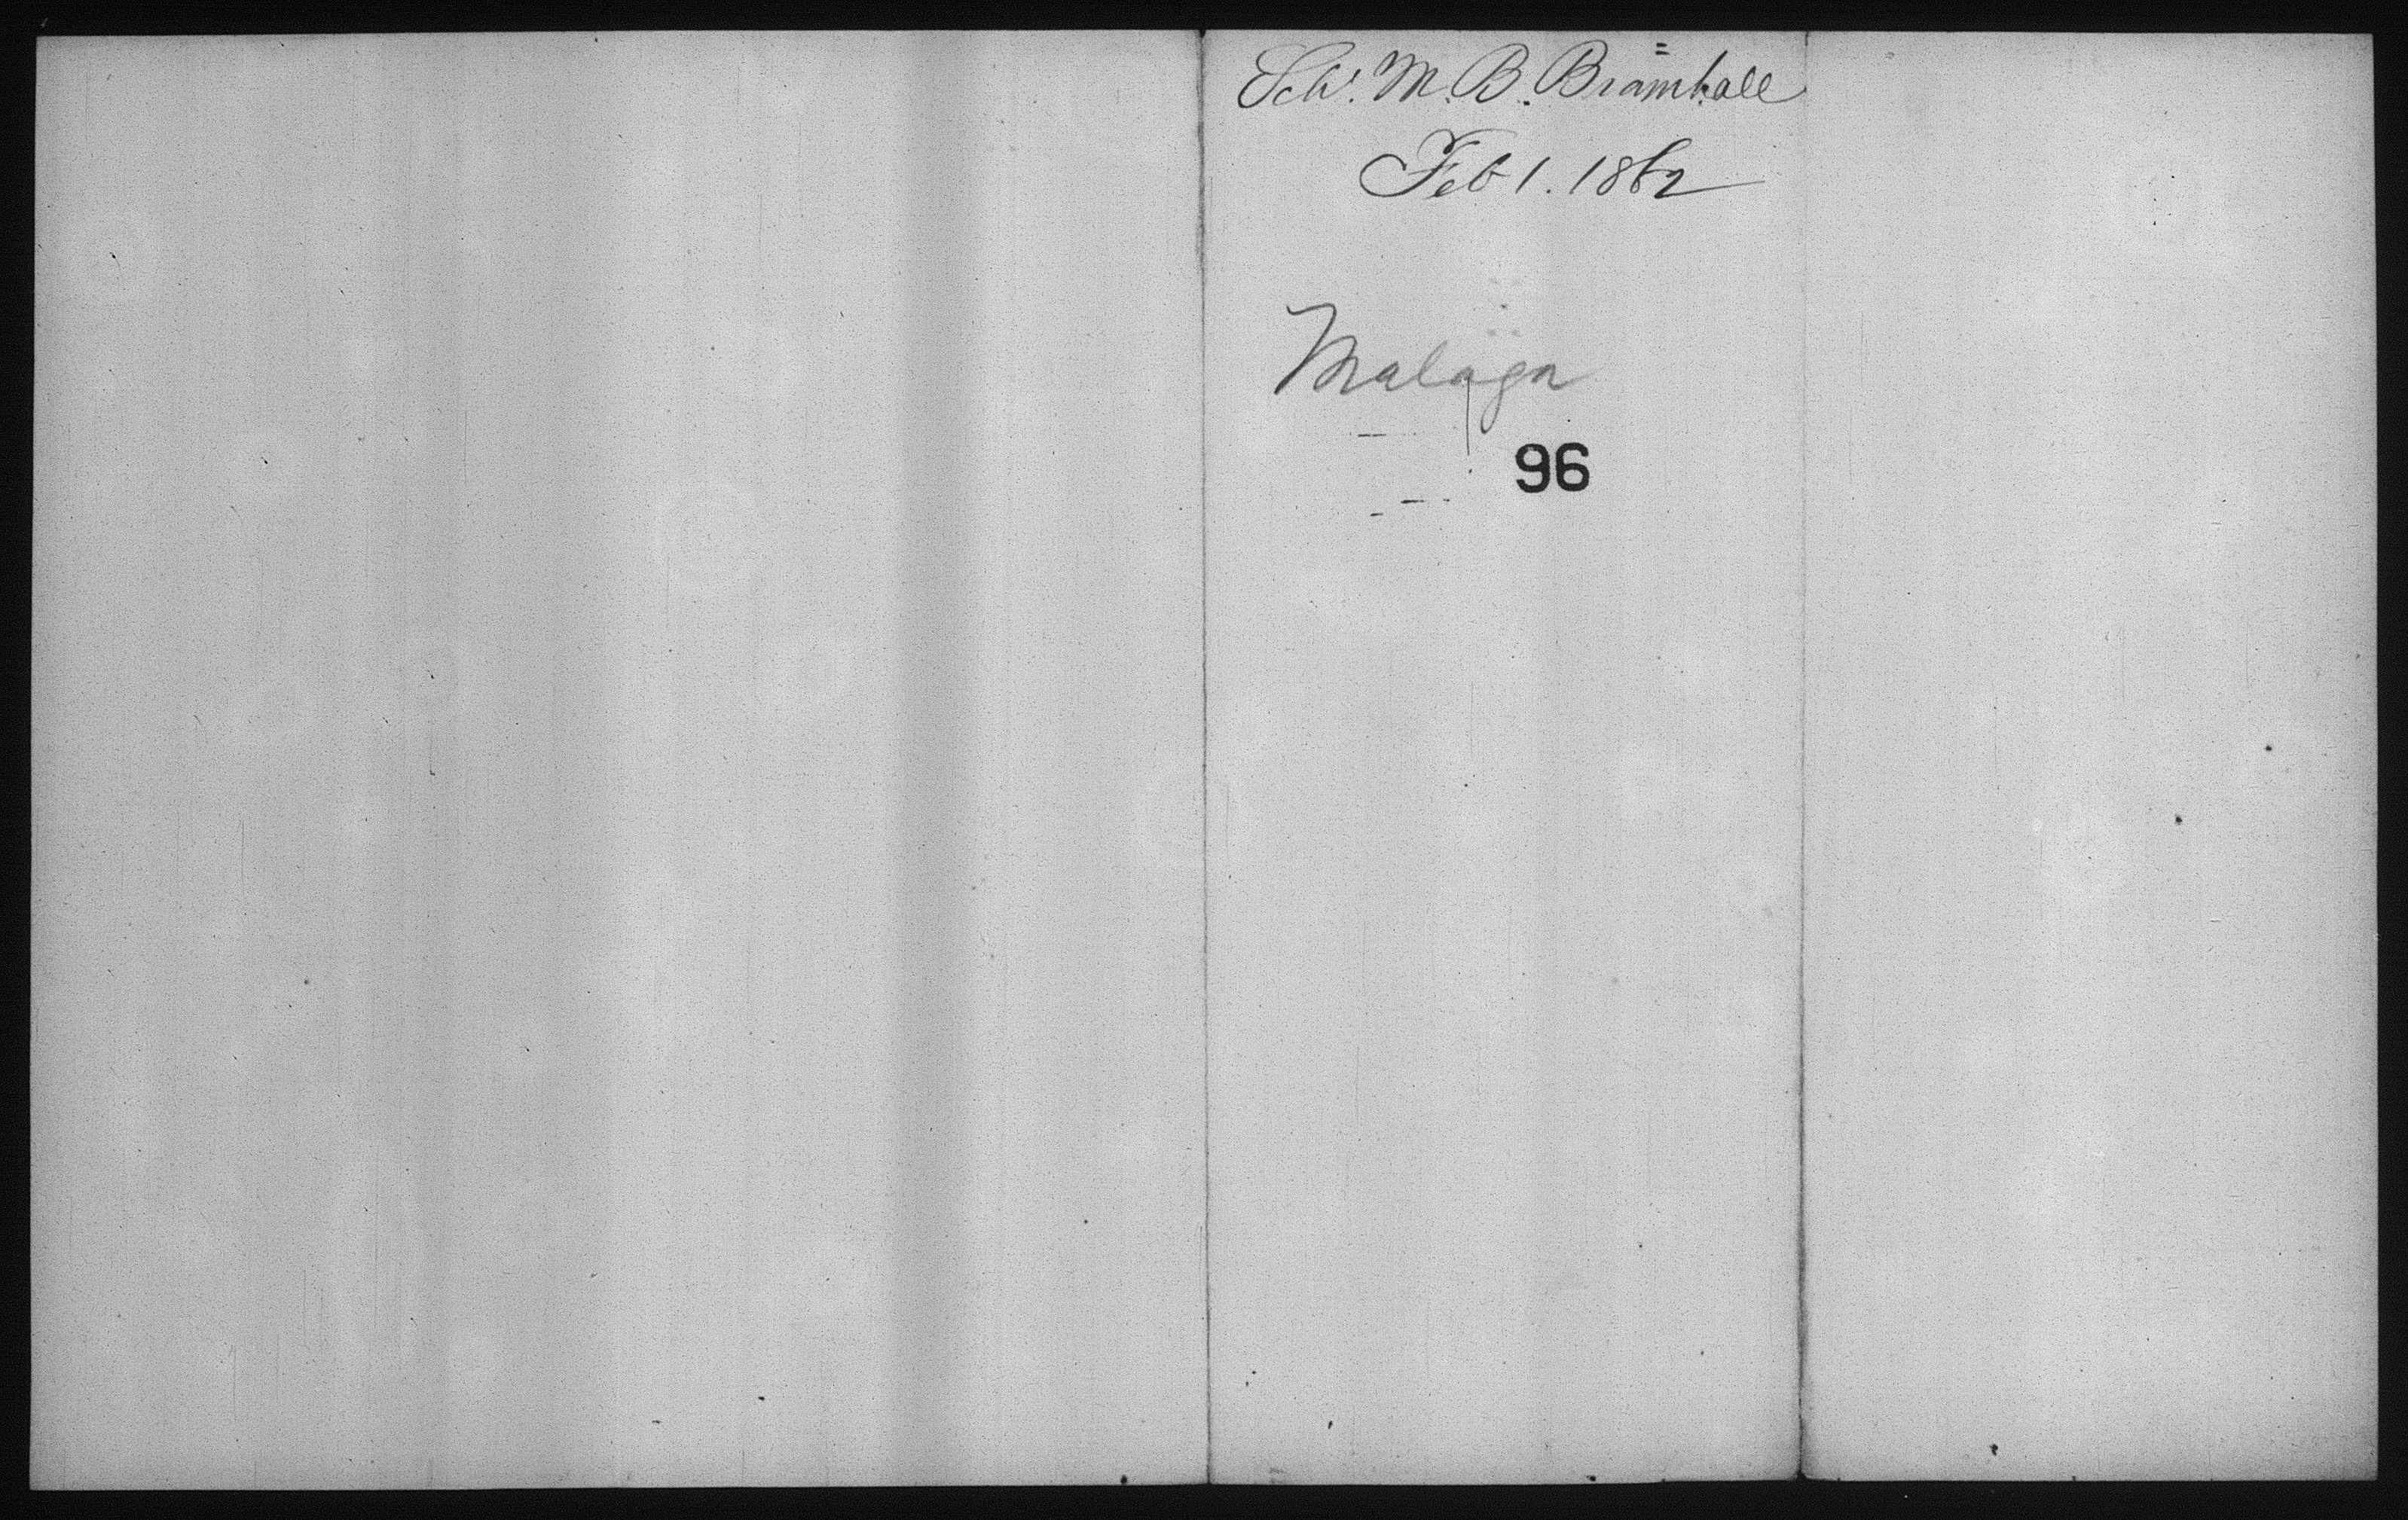 Sch. M. B. Bramhall
Feb 1. 1862
Malaga
96